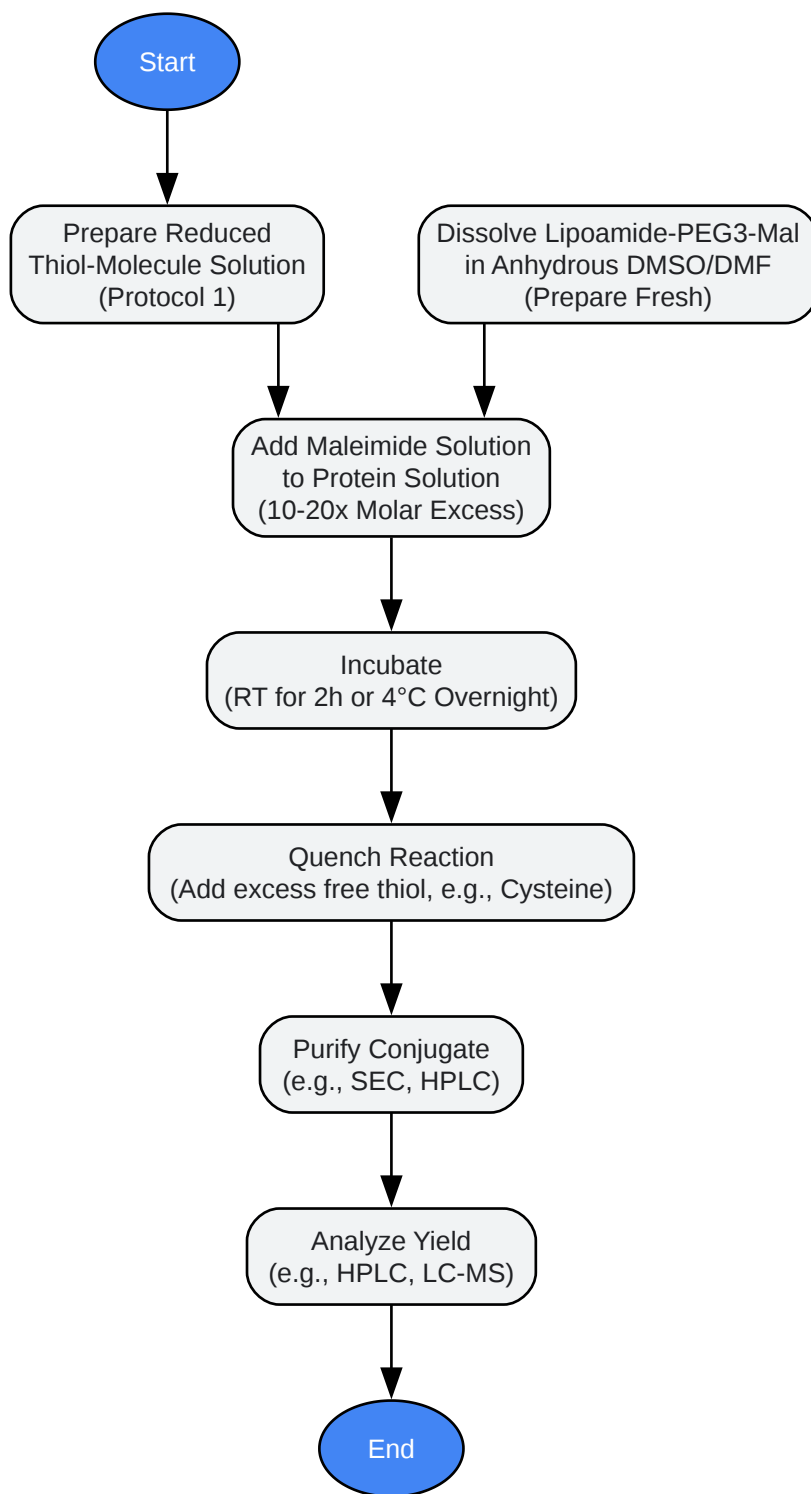 Start
Prepare Reduced
Thiol-Molecule Solution
(Protocol 1)
Dissolve Lipoamide-PEG3-Mal
in Anhydrous DMSO/DMF
(Prepare Fresh)
Add Maleimide Solution
to Protein Solution
(10-20x Molar Excess)
Incubate
(RT for 2h or 4°C Overnight)
Quench Reaction
(Add excess free thiol, e.g., Cysteine)
Purify Conjugate
(e.g., SEC, HPLC)
Analyze Yield
(e.g., HPLC, LC-MS)
End